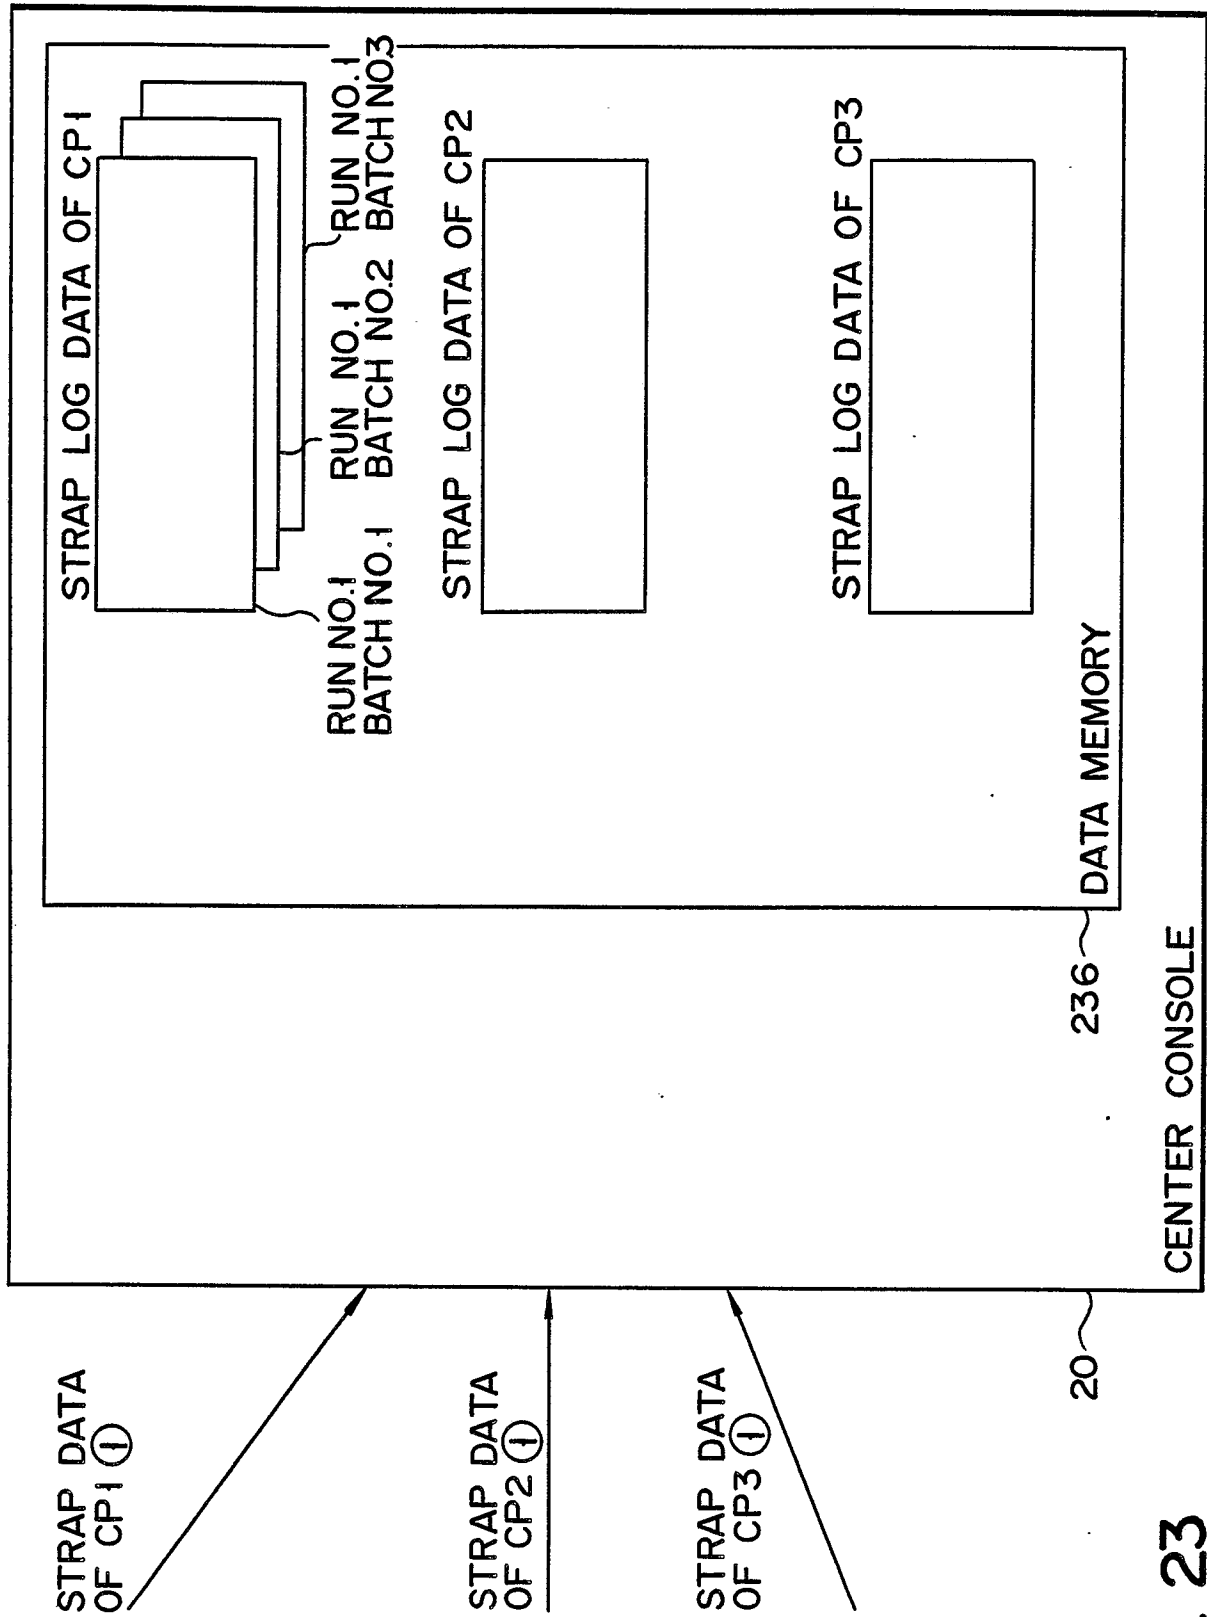 STRAP DATA
OF CP1 ①
STRAP DATA
OF CP2 ①
STRAP DATA
OF CP3 ①
20
CENTER CONSOLE
236
DATA MEMORY
STRAP LOG DATA OF CP1
RUN NO.1
BATCH NO.1
RUN NO.1
BATCH NO.2
RUN NO.1
BATCH NO.3
STRAP LOG DATA OF CP2
STRAP LOG DATA OF CP3
. 23